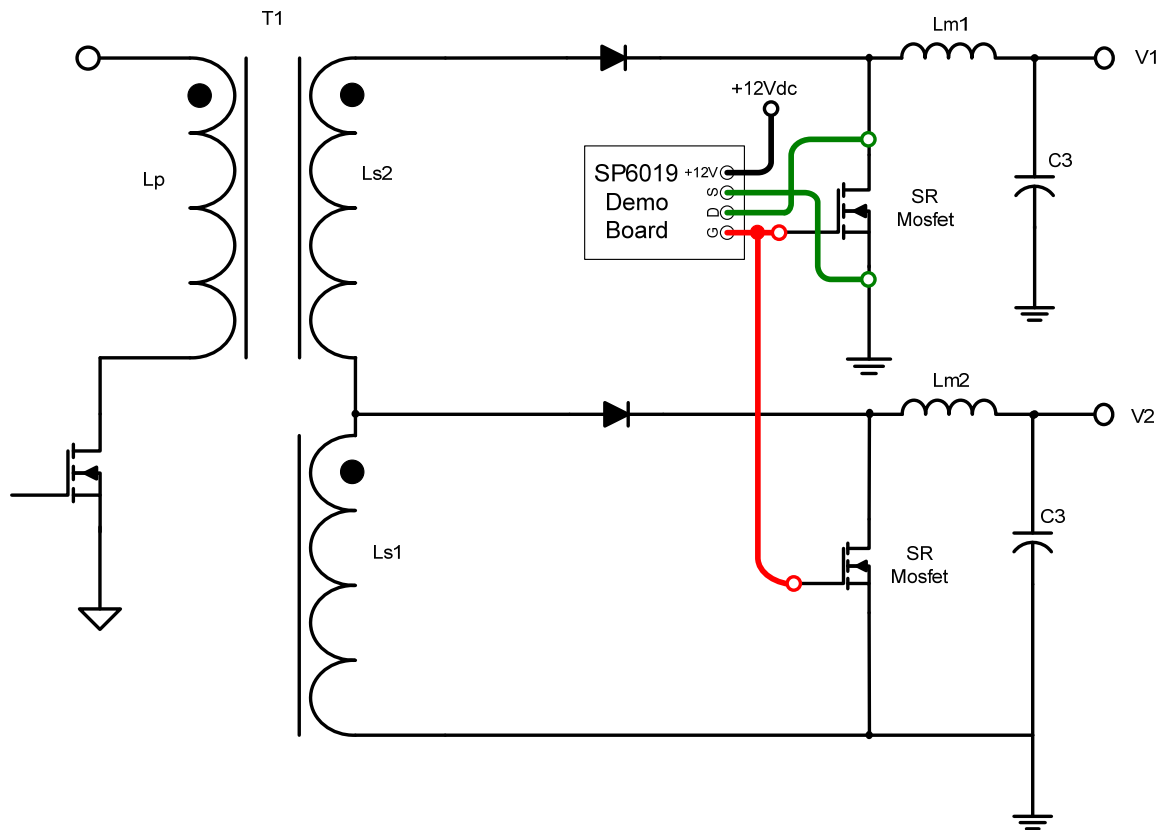 T1
Lm1
V1
+12Vdc
C3
SP6019
+12V
Lp
Ls2
S
SR
Demo
D
Mosfet
Board
G
Lm2
V2
C3
Ls1
SR
Mosfet